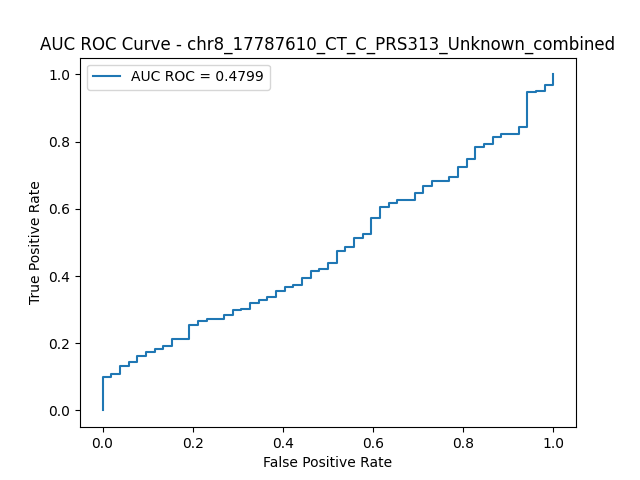 AUC ROC Curve - chr8_17787610_CT_C_PRS313_Unknown_combined
AUC ROC = 0.4799
1.0
0.8
0.6
0.4
0.2
0.0
True Positive Rate
0.0 0.2 0.4 0.6 0.8 1.0
False Positive Rate